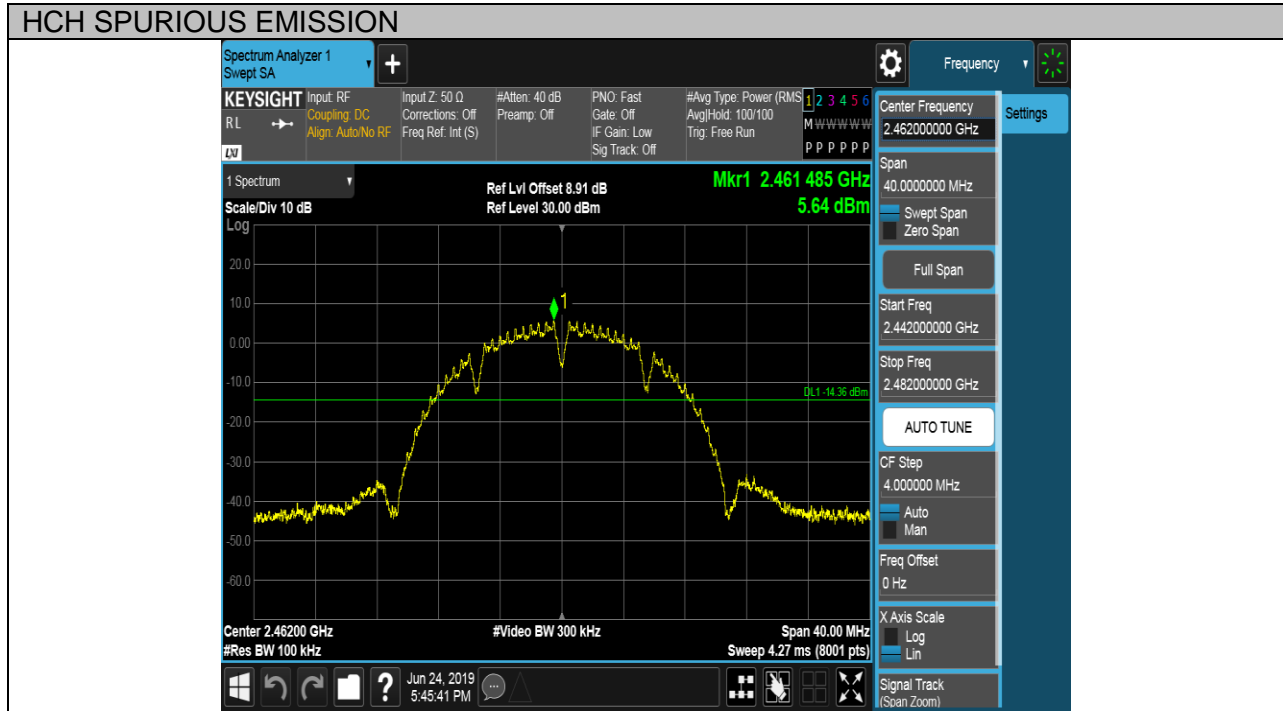 HCH SPURIOUS EMISSION
Spectrum Analyzer 1
Swept SA
+
Frequency
KEYSIGHT
RL
LXI
Input: RF
Coupling: DC
Align: Auto/No RF
Input Z: 50 Ω
Corrections: Off
Freq Ref: Int (S)
#Atten: 40 dB
Preamp: Off
PNO: Fast
Gate: Off
IF Gain: Low
Sig Track: Off
#Avg Type: Power (RMS
Avg|Hold: 100/100
Trig: Free Run
1 2 3 4 5 6
M W W W W W
P P P P P P
1 Spectrum
Scale/Div 10 dB
Ref Lvl Offset 8.91 dB
Ref Level 30.00 dBm
Mkr1 2.461 485 GHz
5.64 dBm
Log
20.0
10.0
0.00
-10.0
-20.0
-30.0
-40.0
-50.0
-60.0
1
DL1 -14.36 dBm
Center 2.46200 GHz
#Res BW 100 kHz
#Video BW 300 kHz
Span 40.00 MHz
Sweep 4.27 ms (8001 pts)
?
Jun 24, 2019
5:45:41 PM
Center Frequency
2.462000000 GHz
Settings
Span
40.0000000 MHz
Swept Span
Zero Span
Full Span
Start Freq
2.442000000 GHz
Stop Freq
2.482000000 GHz
AUTO TUNE
CF Step
4.000000 MHz
Auto
Man
Freq Offset
0 Hz
X Axis Scale
Log
Lin
Signal Track
(Span Zoom)